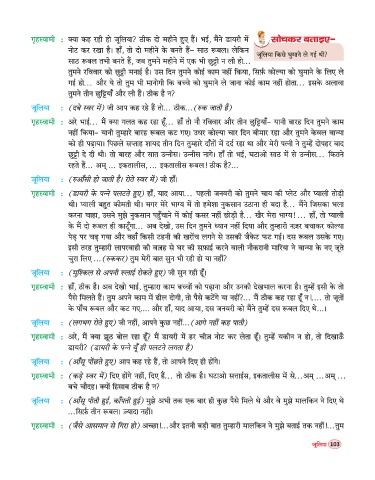 गृहस्वामी : क्या कह रही हो जूलिया? ठीक दो महीने हुए हैं। भई, मैंने डायरी में
नोट कर रखा है। हाँ, तो दो महीने के बनते हैं– साठ रूबल। लेकिन
साठ रूबल तभी बनते हैं, जब तुमने महीने में एक भी छुट्टी न ली हो...
तुमने रविवार को छुट्टी मनाई है। उस दिन तुमने कोई काम नहीं किया, सिर्फ़ कोल्या को घुमाने के लिए ले
गई हो... और ये तो तुम भी मानोगी कि बच्चे को घुमाने ले जाना कोई काम नहीं होता... इसके अलावा
तुमने तीन छुट्टियाँ और ली हैं। ठीक है न?
सोचकर बताइए–
जूलिया किसे घुमाने ले गई थी?
जूलिया : (दबे स्वर में) जी आप कह रहे हैं तो... ठीक...(रुक जाती है)
गृहस्वामी : अरे भाई... मैं क्या गलत कह रहा हूँ... हाँ तो नौ रविवार और तीन छुट्टियाँ– यानी बारह दिन तुमने काम
नहीं किया– यानी तुम्हारे बारह रूबल कट गए। उधर कोल्या चार दिन बीमार रहा और तुमने केवल वान्या
को ही पढ़ाया। पिछले सप्ताह शायद तीन दिन तुम्हारे दाँतों में दर्द रहा था और मेरी पत्नी ने तुम्हें दोपहर बाद
छुट्टी दे दी थी। तो बारह और सात उन्नीस। उन्नीस नागे। हाँ तो भई, घटाओ साठ में से उन्नीस... कितने
रहते हैं... अम् ... इकतालीस, ... इकतालीस रूबल! ठीक है?...
जूलिया : (रुआँसी हो जाती है। रोते स्वर में) जी हाँ।
गृहस्वामी : (डायरी के पन्ने पलटते हुए) हाँ, याद आया... पहली जनवरी को तुमने चाय की प्लेट और प्याली तोड़ी
थी। प्याली बहुत कीमती थी। मगर मेरे भाग्य में तो हमेशा नुकसान उठाना ही बदा है... मैंने जिसका भला
करना चाहा, उसने मुझे नुकसान पहुँचाने में कोई कसर नहीं छोड़ी है... खैर मेरा भाग्य! ... हाँ, तो प्याली
के मैं दो रूबल ही काटूँगा... अब देखो, उस दिन तुमने ध्यान नहीं दिया और तुम्हारी नज़र बचाकर कोल्या
पेड़ पर चढ़ गया और वहाँ किसी टहनी की खरोंच लगने से उसकी जैकेट फट गई। दस रूबल उसके गए।
इसी तरह तुम्हारी लापरवाही की वजह से घर की सफ़ाई करने वाली नौकरानी मारिया ने वान्या के नए जूते
चुरा लिए ...(रुककर) तुम मेरी बात सुन भी रही हो या नहीं?
जूलिया : (मुश्किल से अपनी रुलाई रोकते हुए) जी सुन रही हूँ।
गृहस्वामी : हाँ, ठीक है। अब देखो भाई, तुम्हारा काम बच्चों को पढ़ाना और उनकी देखभाल करना है। तुम्हें इसी के तो
पैसे मिलते हैं। तुम अपने काम में ढील दोगी, तो पैसे कटेंगे या नहीं?... मैं ठीक कह रहा हूँ न।... तो जूतों
के पाँच रूबल और कट गए.... और हाँ, याद आया, दस जनवरी को मैंने तुम्हें दस रूबल दिए थे...।
जूलिया : (लगभग रोते हुए) जी नहीं, आपने कुछ नहीं...(आगे नहीं कह पाती)
गृहस्वामी : अरे, मैं क्या झूठ बोल रहा हूँ? मैं डायरी में हर चीज़ नोट कर लेता हूँ। तुम्हें यकीन न हो, तो दिखाऊँ
डायरी? (डायरी के पन्ने यूँ ही पलटने लगता है)
जूलिया : (आँसू पोंछते हुए) आप कह रहे हैं, तो आपने दिए ही होंगे।
गृहस्वामी : (कड़े स्वर में) दिए होंगे नहीं, दिए हैं... तो ठीक है। घटाओ सत्ताईस, इकतालीस में से...अम् ...अम् ...
बचे चौदह। क्यों हिसाब ठीक है न?
जूलिया : (आँसू पीती हुई, काँपती हुई) मुझे अभी तक एक बार ही कुछ पैसे मिले थे और वे मुझे मालकिन ने दिए थे
...सिर्फ़ तीन रूबल। ज़्यादा नहीं।
गृहस्वामी : (जैसे आसमान से गिरा हो) अच्छा!...और इतनी बड़ी बात तुम्हारी मालकिन ने मुझे बताई तक नहीं!...तुम
जूलिया 103